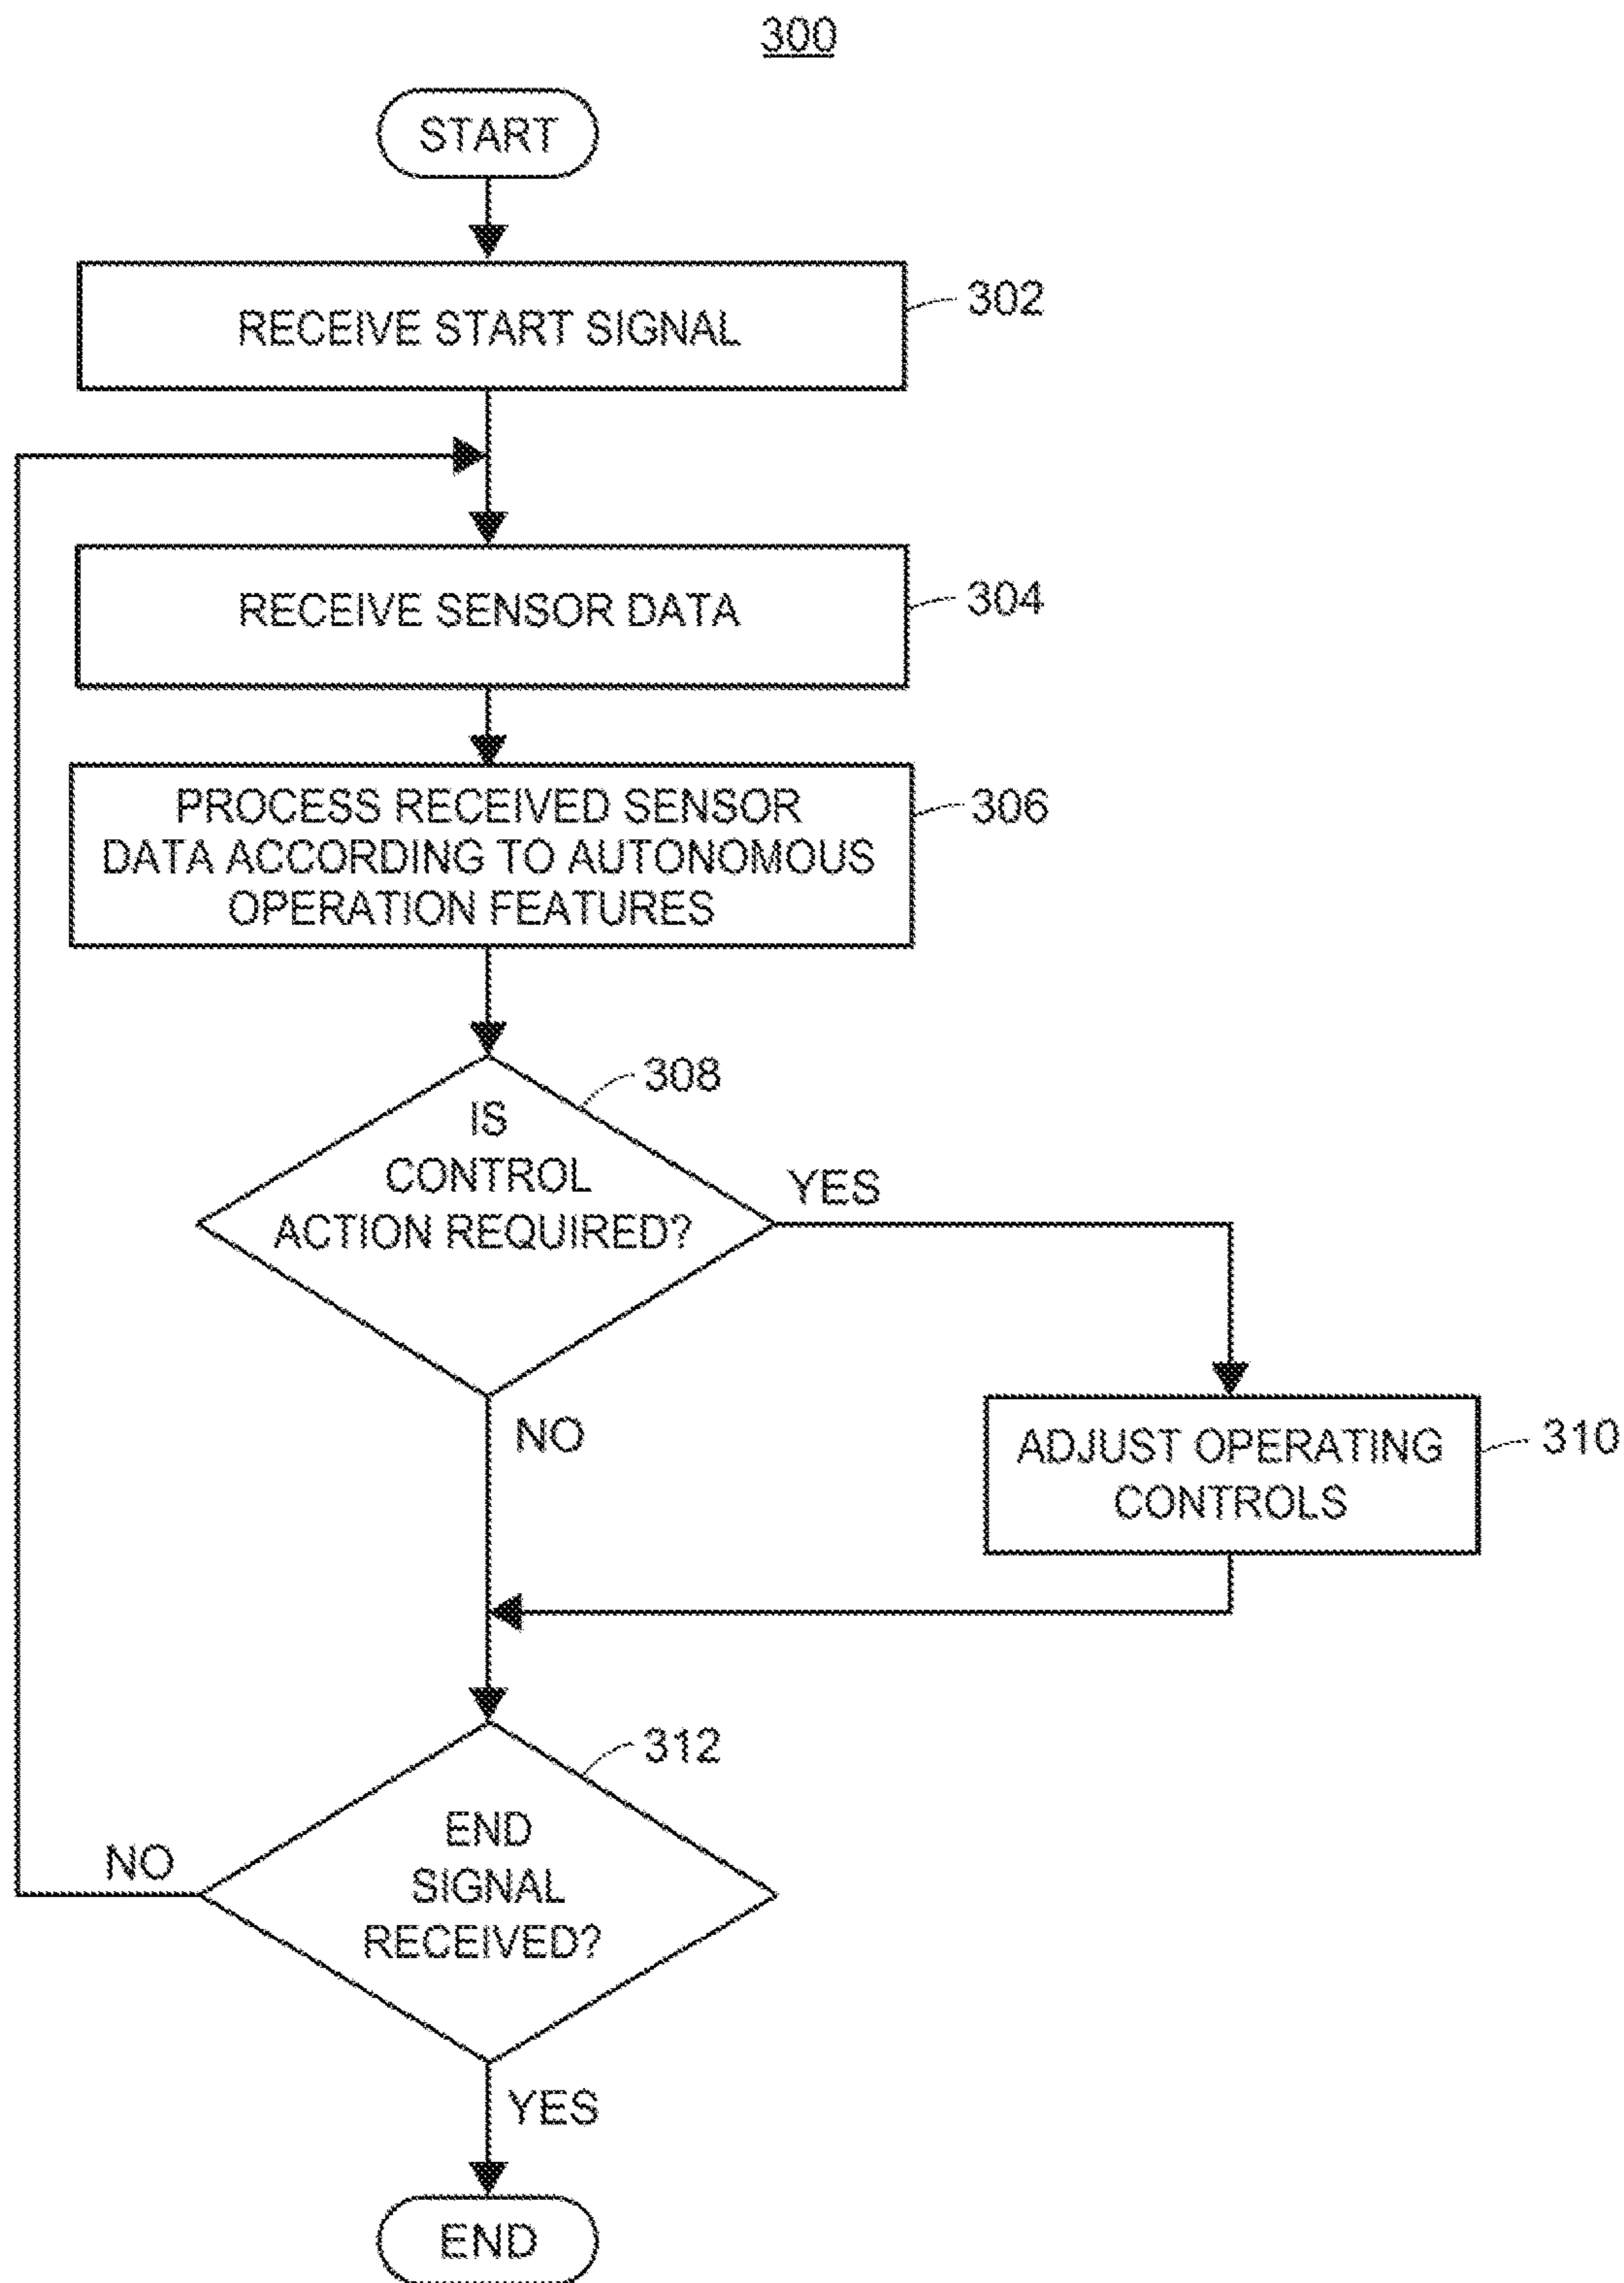 300
START
RECEIVE START SIGNAL
302
RECEIVE SENSOR DATA
304
PROCESS RECEIVED SENSOR
DATA ACCORDING TO AUTONOMOUS
OPERATION FEATURES
306
308
IS
CONTROL
ACTION REQUIRED?
YES
NO
ADJUST OPERATING
CONTROLS
310
312
END
SIGNAL
RECEIVED?
NO
YES
END